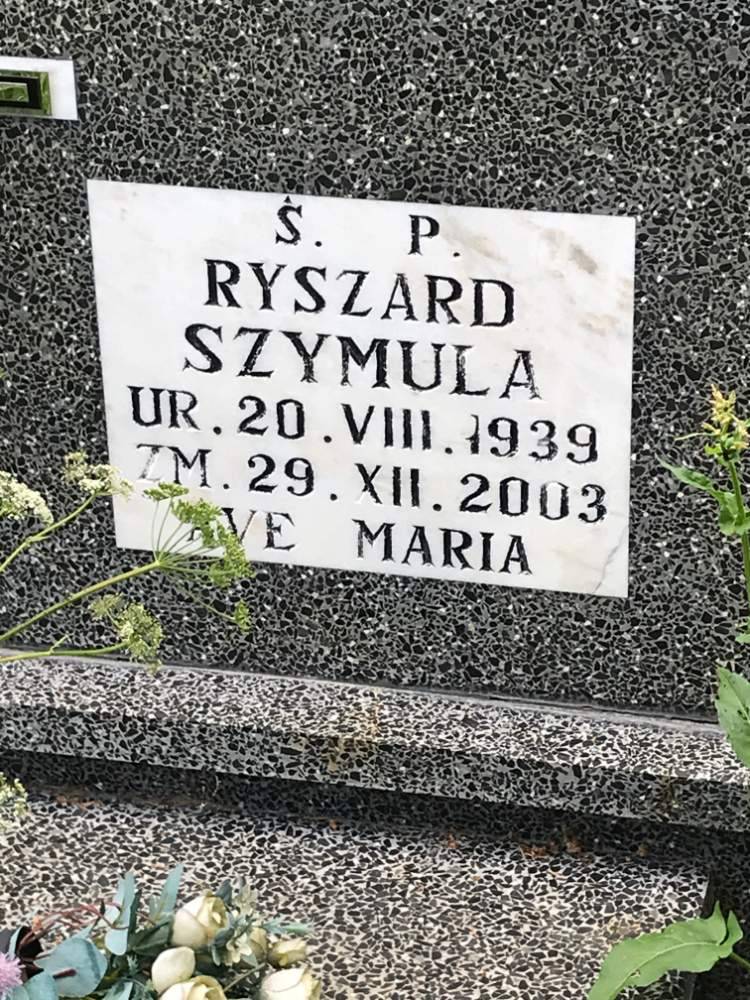 Ś. P.
RYSZARD
SZYMULA
UR. 20. VIII. 1939
ZM. 29. XII. 2003
AVE MARIA